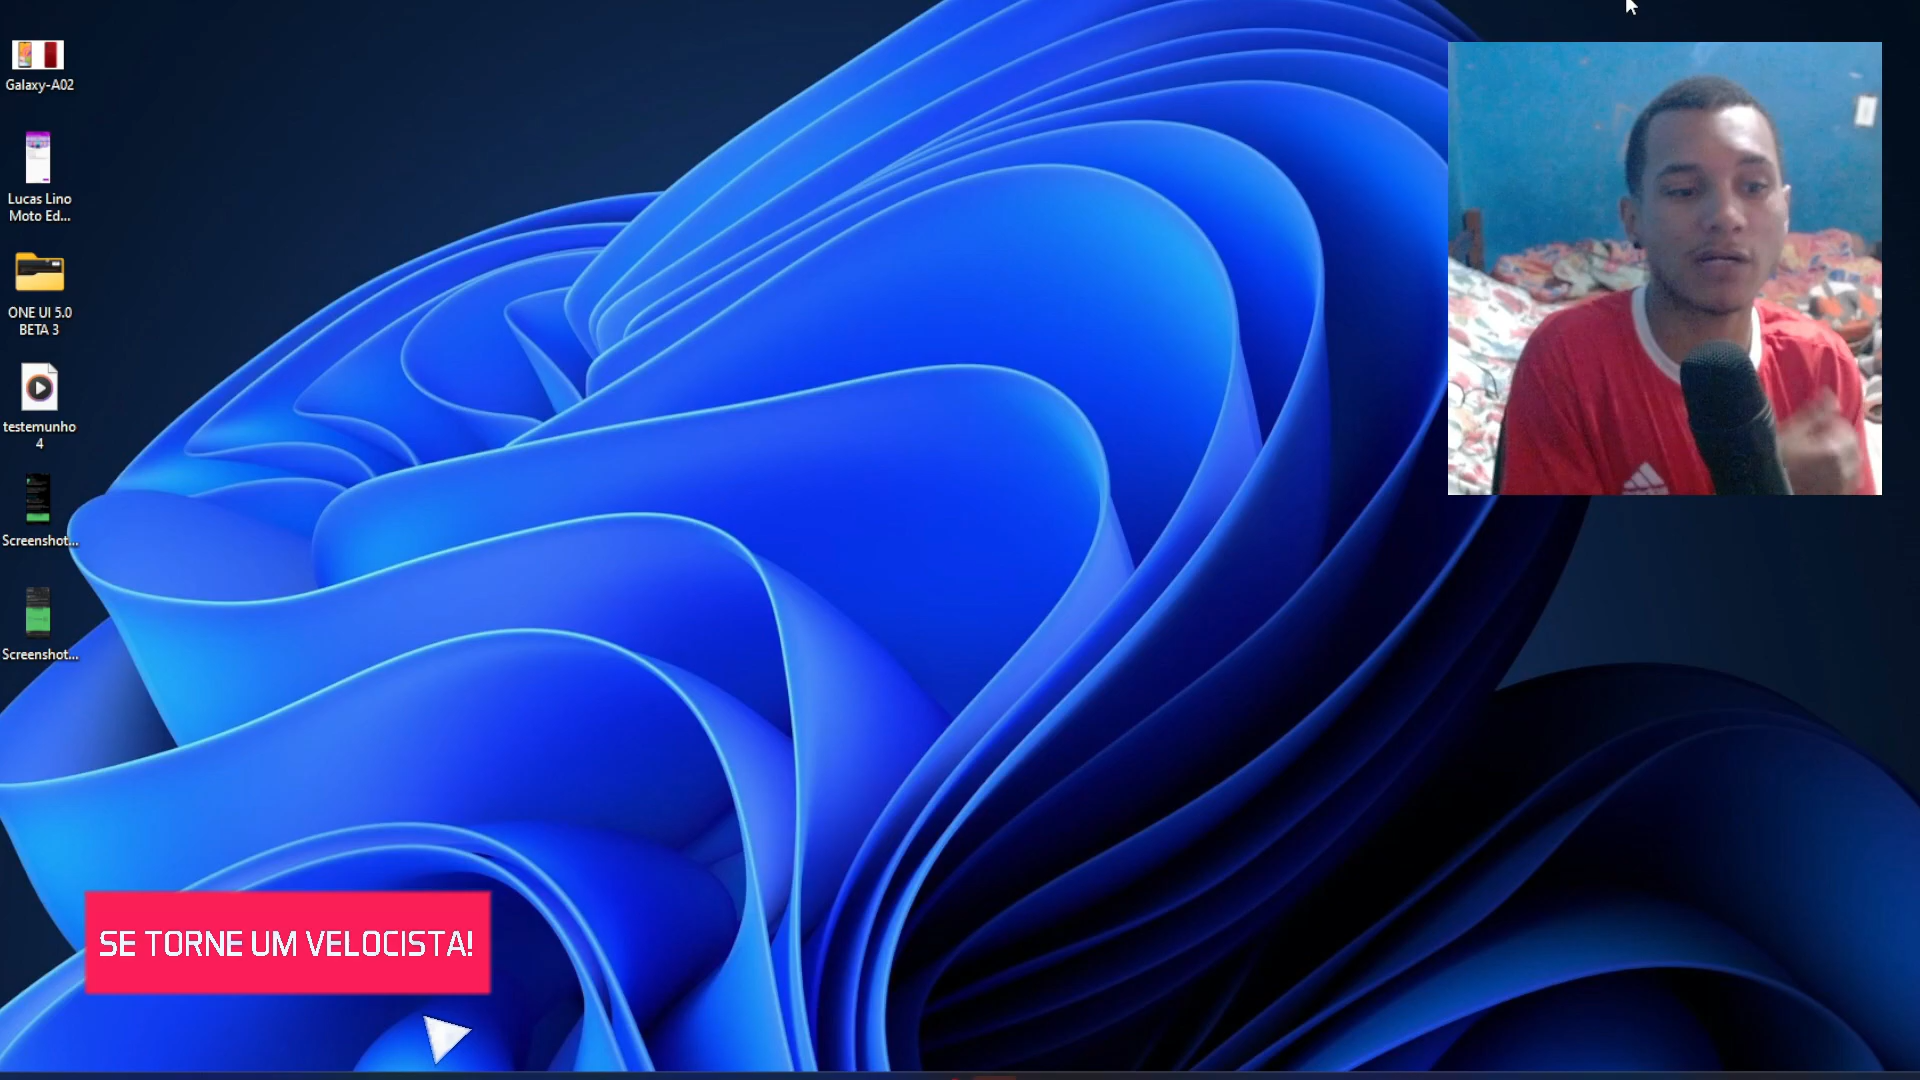 Galaxy-A02
Lucas Lino
Moto Ed...
ONE UI 5.0
BETA 3
testemunho
4
Screenshot...
Screenshot...
SE TORNE UM VELOCISTA!